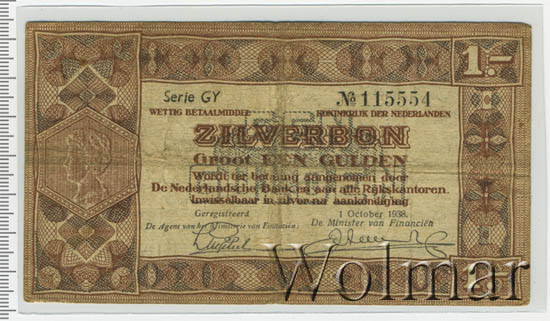 1.-
Serie GY № 115554
WETTIG BETAALMIDDEL KONINKRIJK DER NEDERLANDEN
ZILVERBON
Groot EEN GULDEN
Wordt ter betaling aangenomen door
De Nederlandsche Bank en aan alle Rijkskantoren.
Inwisselbaar in zilver na aankondiging
Geregistreerd 1 October 1938.
De Agent van het Ministerie van Financiën: De Minister van Financiën
Wolmar